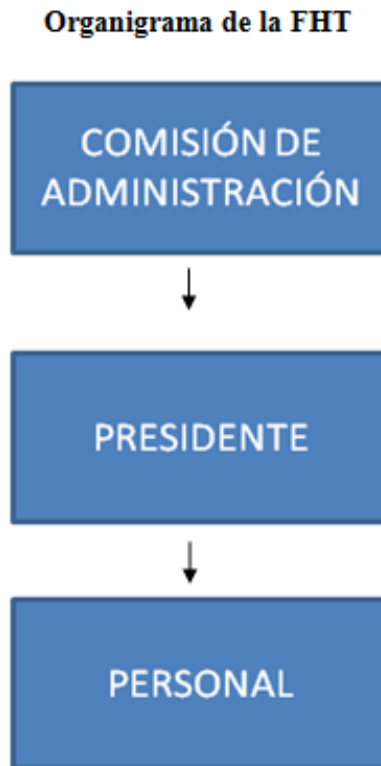 Organigrama de la FHT
COMISIÓN DE
ADMINISTRACIÓN
PRESIDENTE
PERSONAL